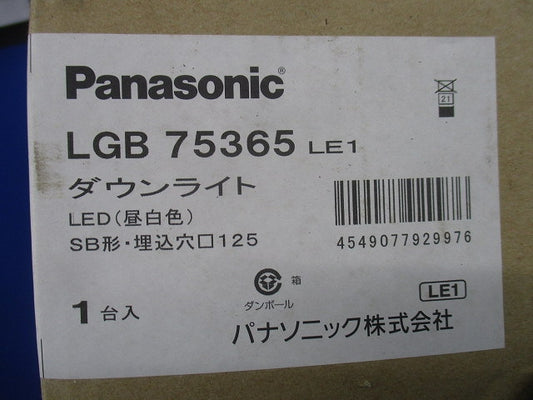 Panasonic®
LGB 75365 LE1
ダウンライト
LED(昼白色)
SB形・埋込穴□125
1台入
21
4549077929976
箱
ダンボール
LE1
パナソニック株式会社